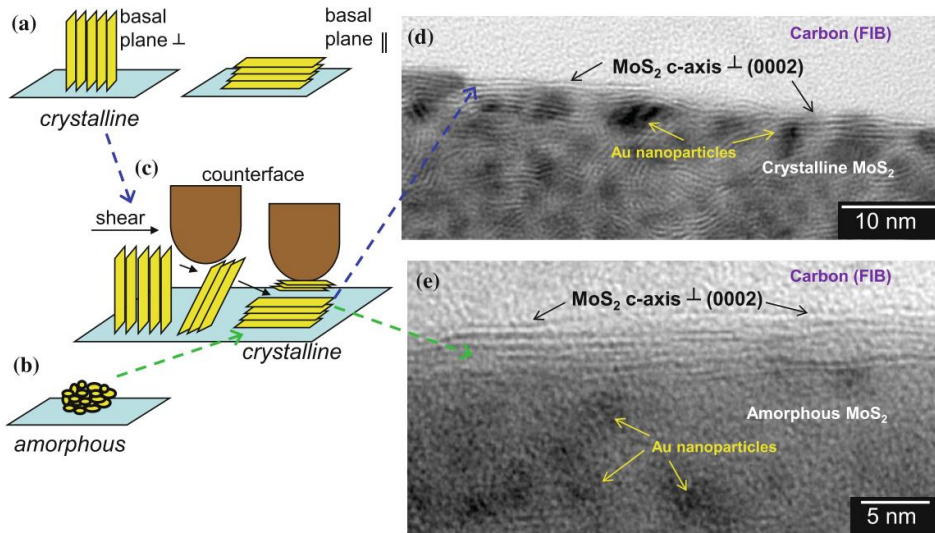 (a)
basal
plane ⊥
basal
plane ∥
crystalline
(c)
counterface
shear
crystalline
(b)
amorphous
(d)
Carbon (FIB)
MoS₂ c-axis ⊥ (0002)
Au nanoparticles
Crystalline MoS₂
10 nm
(e)
Carbon (FIB)
MoS₂ c-axis ⊥ (0002)
Amorphous MoS₂
Au nanoparticles
5 nm